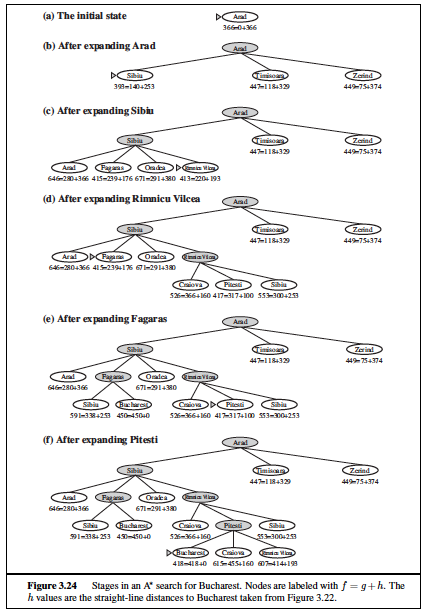 (a) The initial state
Arad
366=0+366
(b) After expanding Arad
Arad
Sibiu Timisoara Zerind
393=140+253 447=118+329 449=75+374
(c) After expanding Sibiu
Arad
Sibiu Timisoara Zerind
447=118+329 449=75+374
Arad Fagaras Oradea Rimnicu Vilcea
646=280+366 415=239+176 671=291+380 413=220+193
(d) After expanding Rimnicu Vilcea
Arad
Sibiu Timisoara Zerind
447=118+329 449=75+374
Arad Fagaras Oradea Rimnicu Vilcea
646=280+366 415=239+176 671=291+380
Craiova Pitesti Sibiu
526=366+160 417=317+100 553=300+253
(e) After expanding Fagaras
Arad
Sibiu Timisoara Zerind
447=118+329 449=75+374
Arad Fagaras Oradea Rimnicu Vilcea
646=280+366 671=291+380
Sibiu Bucharest Craiova Pitesti Sibiu
591=338+253 450=450+0 526=366+160 417=317+100 553=300+253
(f) After expanding Pitesti
Arad
Sibiu Timisoara Zerind
447=118+329 449=75+374
Arad Fagaras Oradea Rimnicu Vilcea
646=280+366 671=291+380
Sibiu Bucharest Craiova Pitesti Sibiu
591=338+253 450=450+0 526=366+160 553=300+253
Bucharest Craiova Rimnicu Vilcea
418=418+0 615=455+160 607=414+193
Figure 3.24 Stages in an A* search for Bucharest. Nodes are labeled with f = g + h. The
h values are the straight-line distances to Bucharest taken from Figure 3.22.